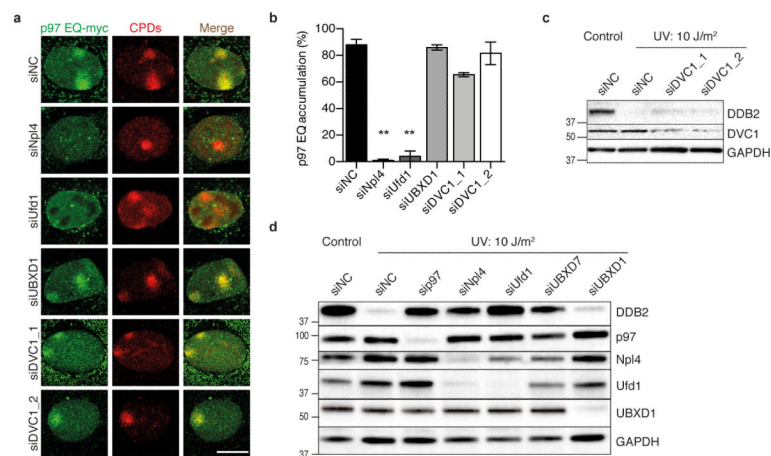 a
p97 EQ-myc CPDs Merge
siNC
siNpl4
siUfd1
siUBXD1
siDVC1_1
siDVC1_2
b
p97 EQ accumulation (%)
100
80
60
40
20
0
** **
siNC siNpl4 siUfd1 siUBXD1 siDVC1_1 siDVC1_2
c
Control UV: 10 J/m²
siNC siNC siDVC1_1 siDVC1_2
37 DDB2
50 DVC1
37 GAPDH
d
Control UV: 10 J/m²
siNC siNC sip97 siNpl4 siUfd1 siUBXD7 siUBXD1
DDB2
37
100 p97
75 Npl4
Ufd1
37
50 UBXD1
37 GAPDH